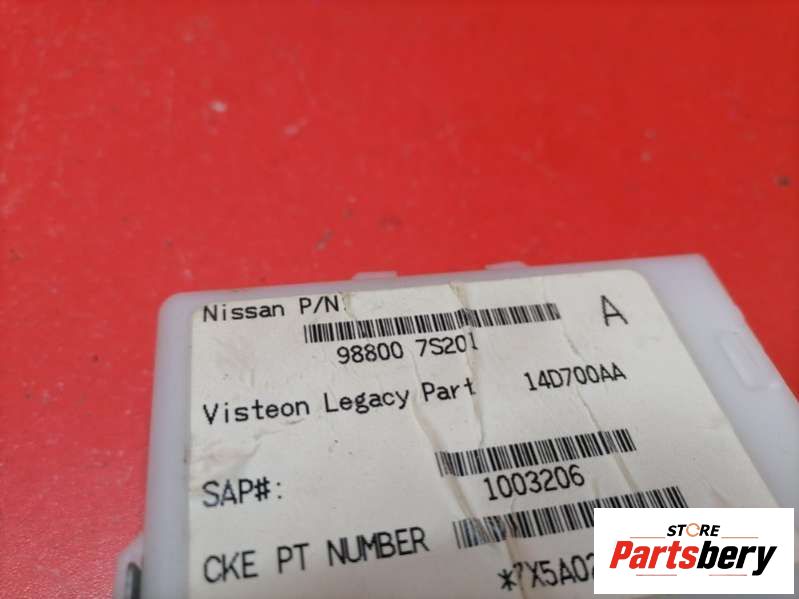 Nissan P/N:
98800 7S201
A
Visteon Legacy Part 14D700AA
SAP#:
1003206
CKE PT NUMBER
STORE
Partsbery